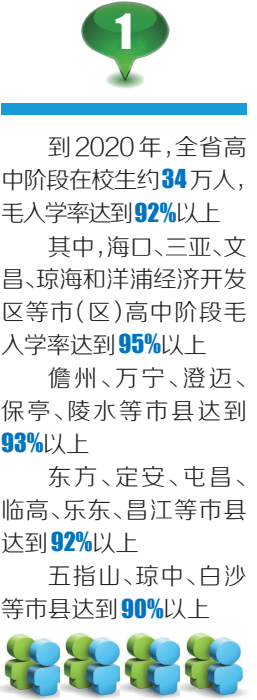 1
到2020年,全省高
中阶段在校生约34万人,
毛入学率达到92%以上
其中,海口、三亚、文
昌、琼海和洋浦经济开发
区等市(区)高中阶段毛
入学率达到95%以上
儋州、万宁、澄迈、
保亭、陵水等市县达到
93%以上
东方、定安、屯昌、
临高、乐东、昌江等市县
达到92%以上
五指山、琼中、白沙
等市县达到90%以上